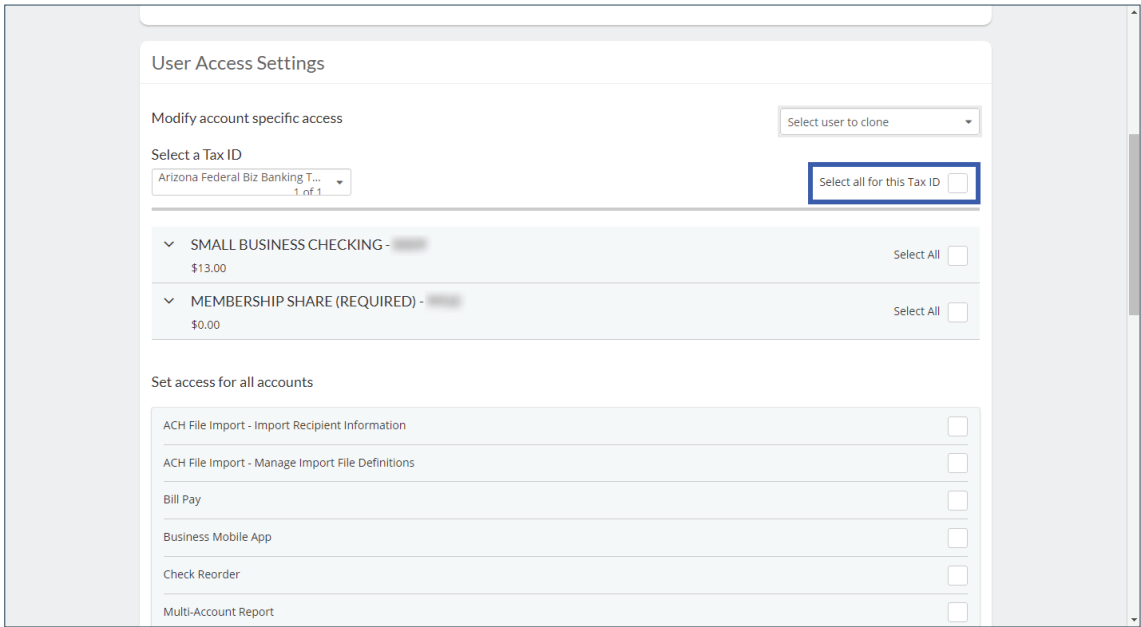 User Access Settings
Modify account specific access
Select user to clone
Select a Tax ID
Arizona Federal Biz Banking T...
1 of 1
Select all for this Tax ID
SMALL BUSINESS CHECKING -
Select All
$13.00
MEMBERSHIP SHARE (REQUIRED) -
Select All
$0.00
Set access for all accounts
ACH File Import - Import Recipient Information
ACH File Import - Manage Import File Definitions
Bill Pay
Business Mobile App
Check Reorder
Multi-Account Report